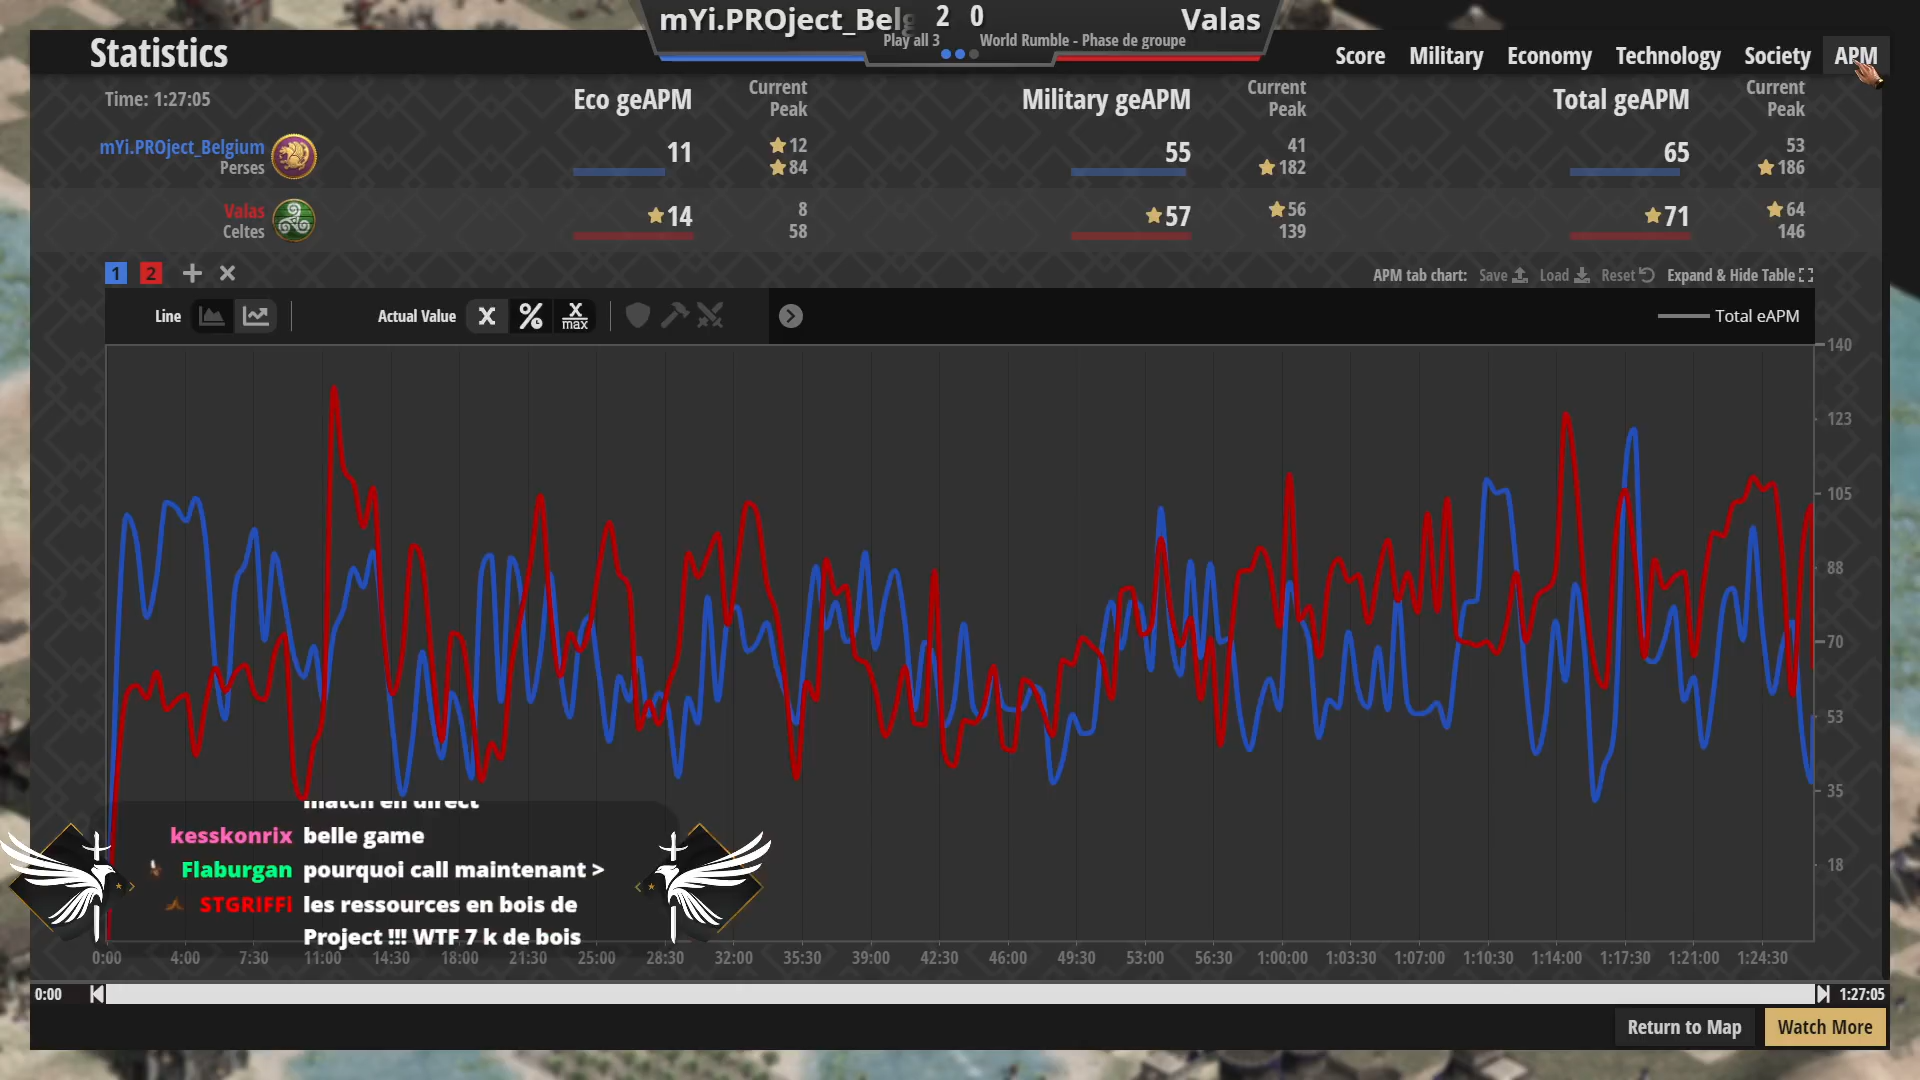 mYi.PROject_Belg 2 0 Valas
Play all 3 World Rumble - Phase de groupe
Statistics
Score Military Economy Technology Society APM
Time: 1:27:05
Eco geAPM Current Peak Military geAPM Current Peak Total geAPM Current Peak
mYi.PROject_Belgium 11 12 55 41 65 53
Perses 84 182 186
Valas 14 8 57 56 71 64
Celtes 58 139 146
1 2
APM tab chart: Save Load Reset Expand & Hide Table
Line Actual Value X % X max
Total eAPM
140
123
105
88
70
53
35
18
kesskonrix belle game
Flaburgan pourquoi call maintenant >
STGRIFFi les ressources en bois de
Project !!! WTF 7 k de bois
0:00 4:00 7:30 11:00 14:30 18:00 21:30 25:00 28:30 32:00 35:30 39:00 42:30 46:00 49:30 53:00 56:30 1:00:00 1:03:30 1:07:00 1:10:30 1:14:00 1:17:30 1:21:00 1:24:30
0:00 1:27:05
Return to Map Watch More